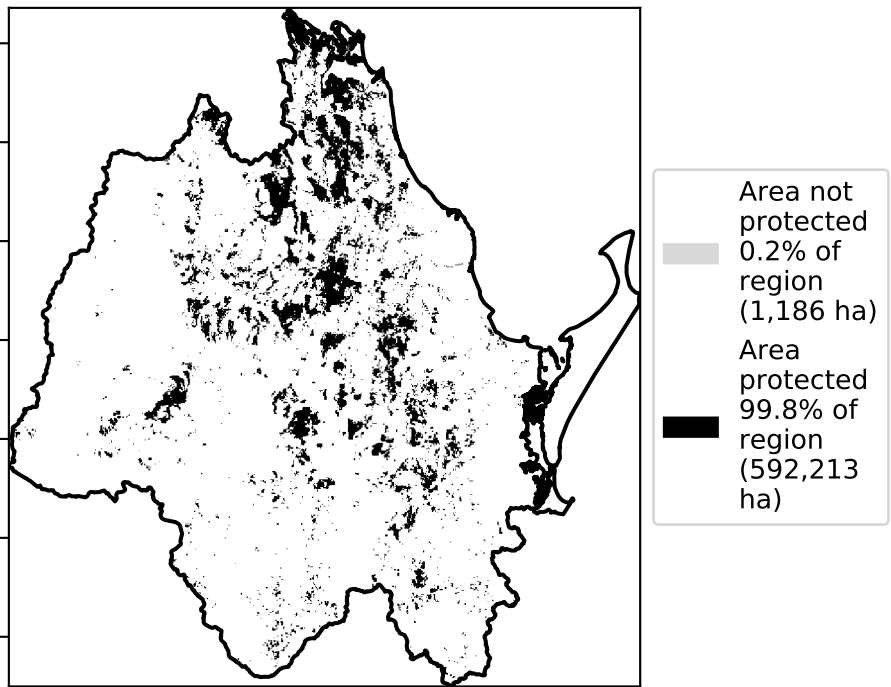 Area not
protected
0.2% of
region
(1,186 ha)
Area
protected
99.8% of
region
(592,213
ha)